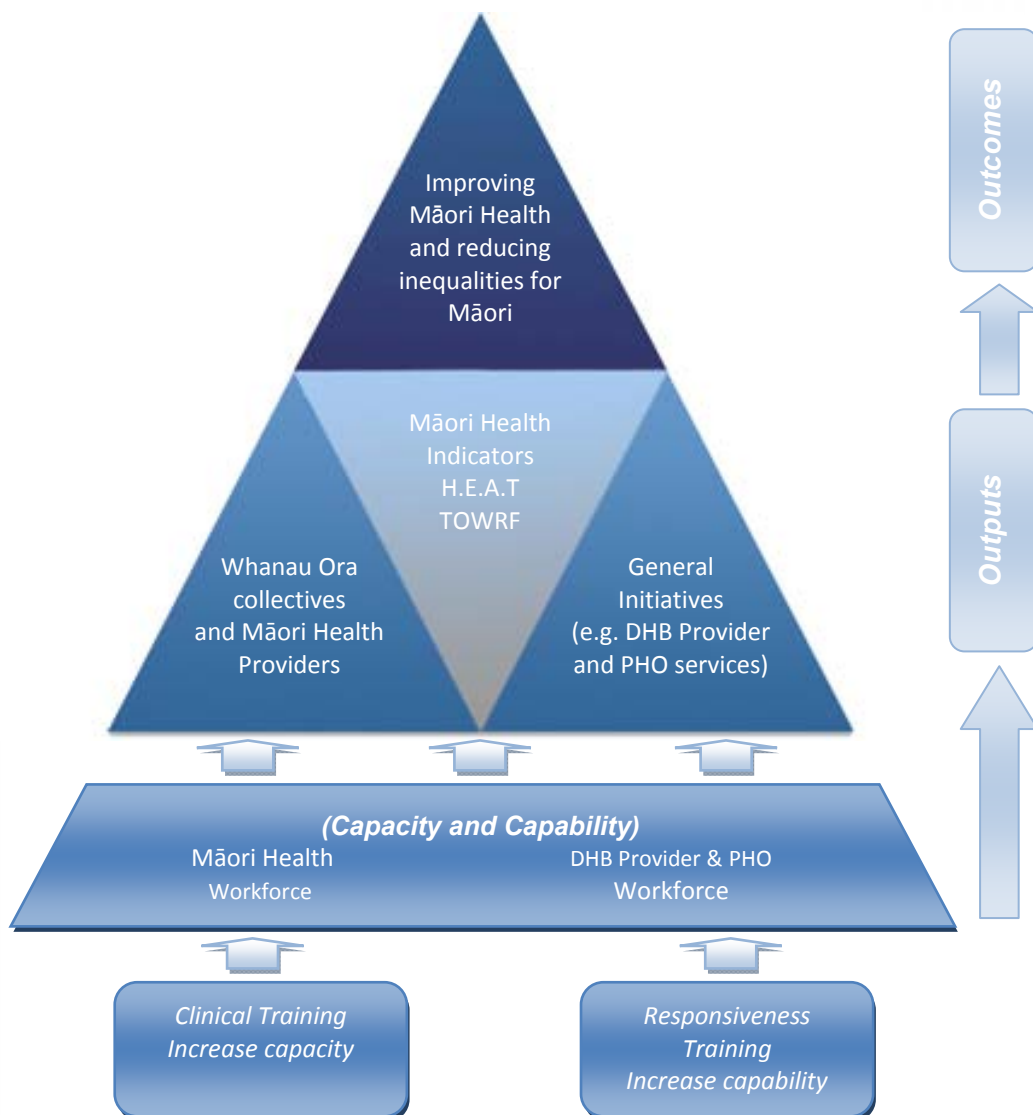 Improving
Māori Health
and reducing
inequalities for
Māori
Outcomes
Māori Health
Indicators
H.E.A.T
TOWRF
Whanau Ora
collectives
and Māori Health
Providers
General
Initiatives
(e.g. DHB Provider
and PHO services)
Outputs
(Capacity and Capability)
Māori Health
Workforce
DHB Provider & PHO
Workforce
Clinical Training
Increase capacity
Responsiveness
Training
Increase capability